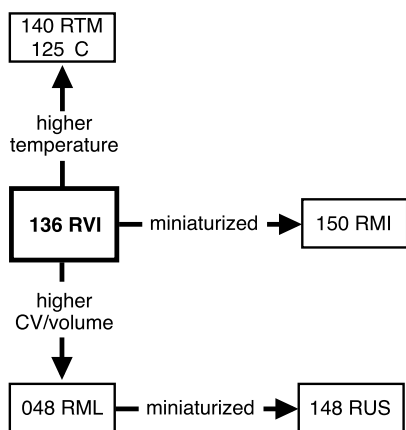 140 RTM
125 C
higher
temperature
136 RVI
miniaturized
150 RMI
higher
CV/volume
048 RML
miniaturized
148 RUS